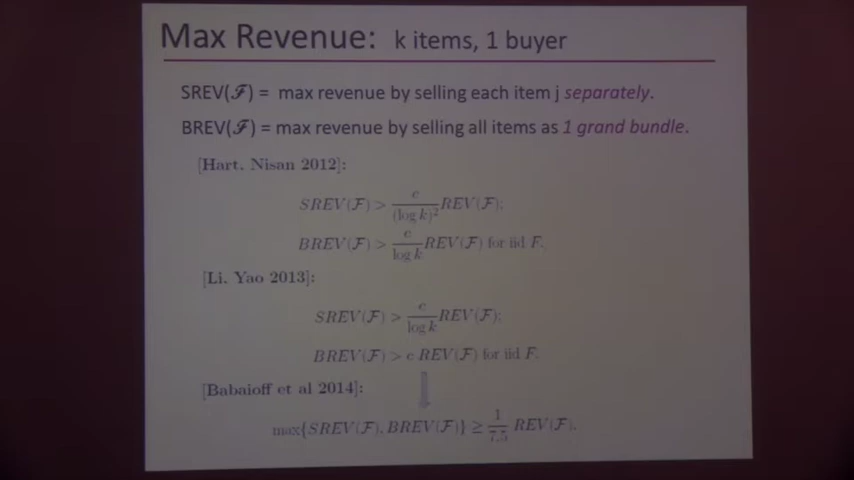 Max Revenue: k items, 1 buyer
SREV(ℱ) = max revenue by selling each item j separately.
BREV(ℱ) = max revenue by selling all items as 1 grand bundle.
[Hart, Nisan 2012]:
SREV(ℱ) > c/(log k)² REV(ℱ);
BREV(ℱ) > c/log k REV(ℱ) for iid F.
[Li, Yao 2013]:
SREV(ℱ) > c/log k REV(ℱ);
BREV(ℱ) > c REV(ℱ) for iid F.
[Babaioff et al 2014]:
max{SREV(ℱ), BREV(ℱ)} ≥ 1/7.5 REV(ℱ).